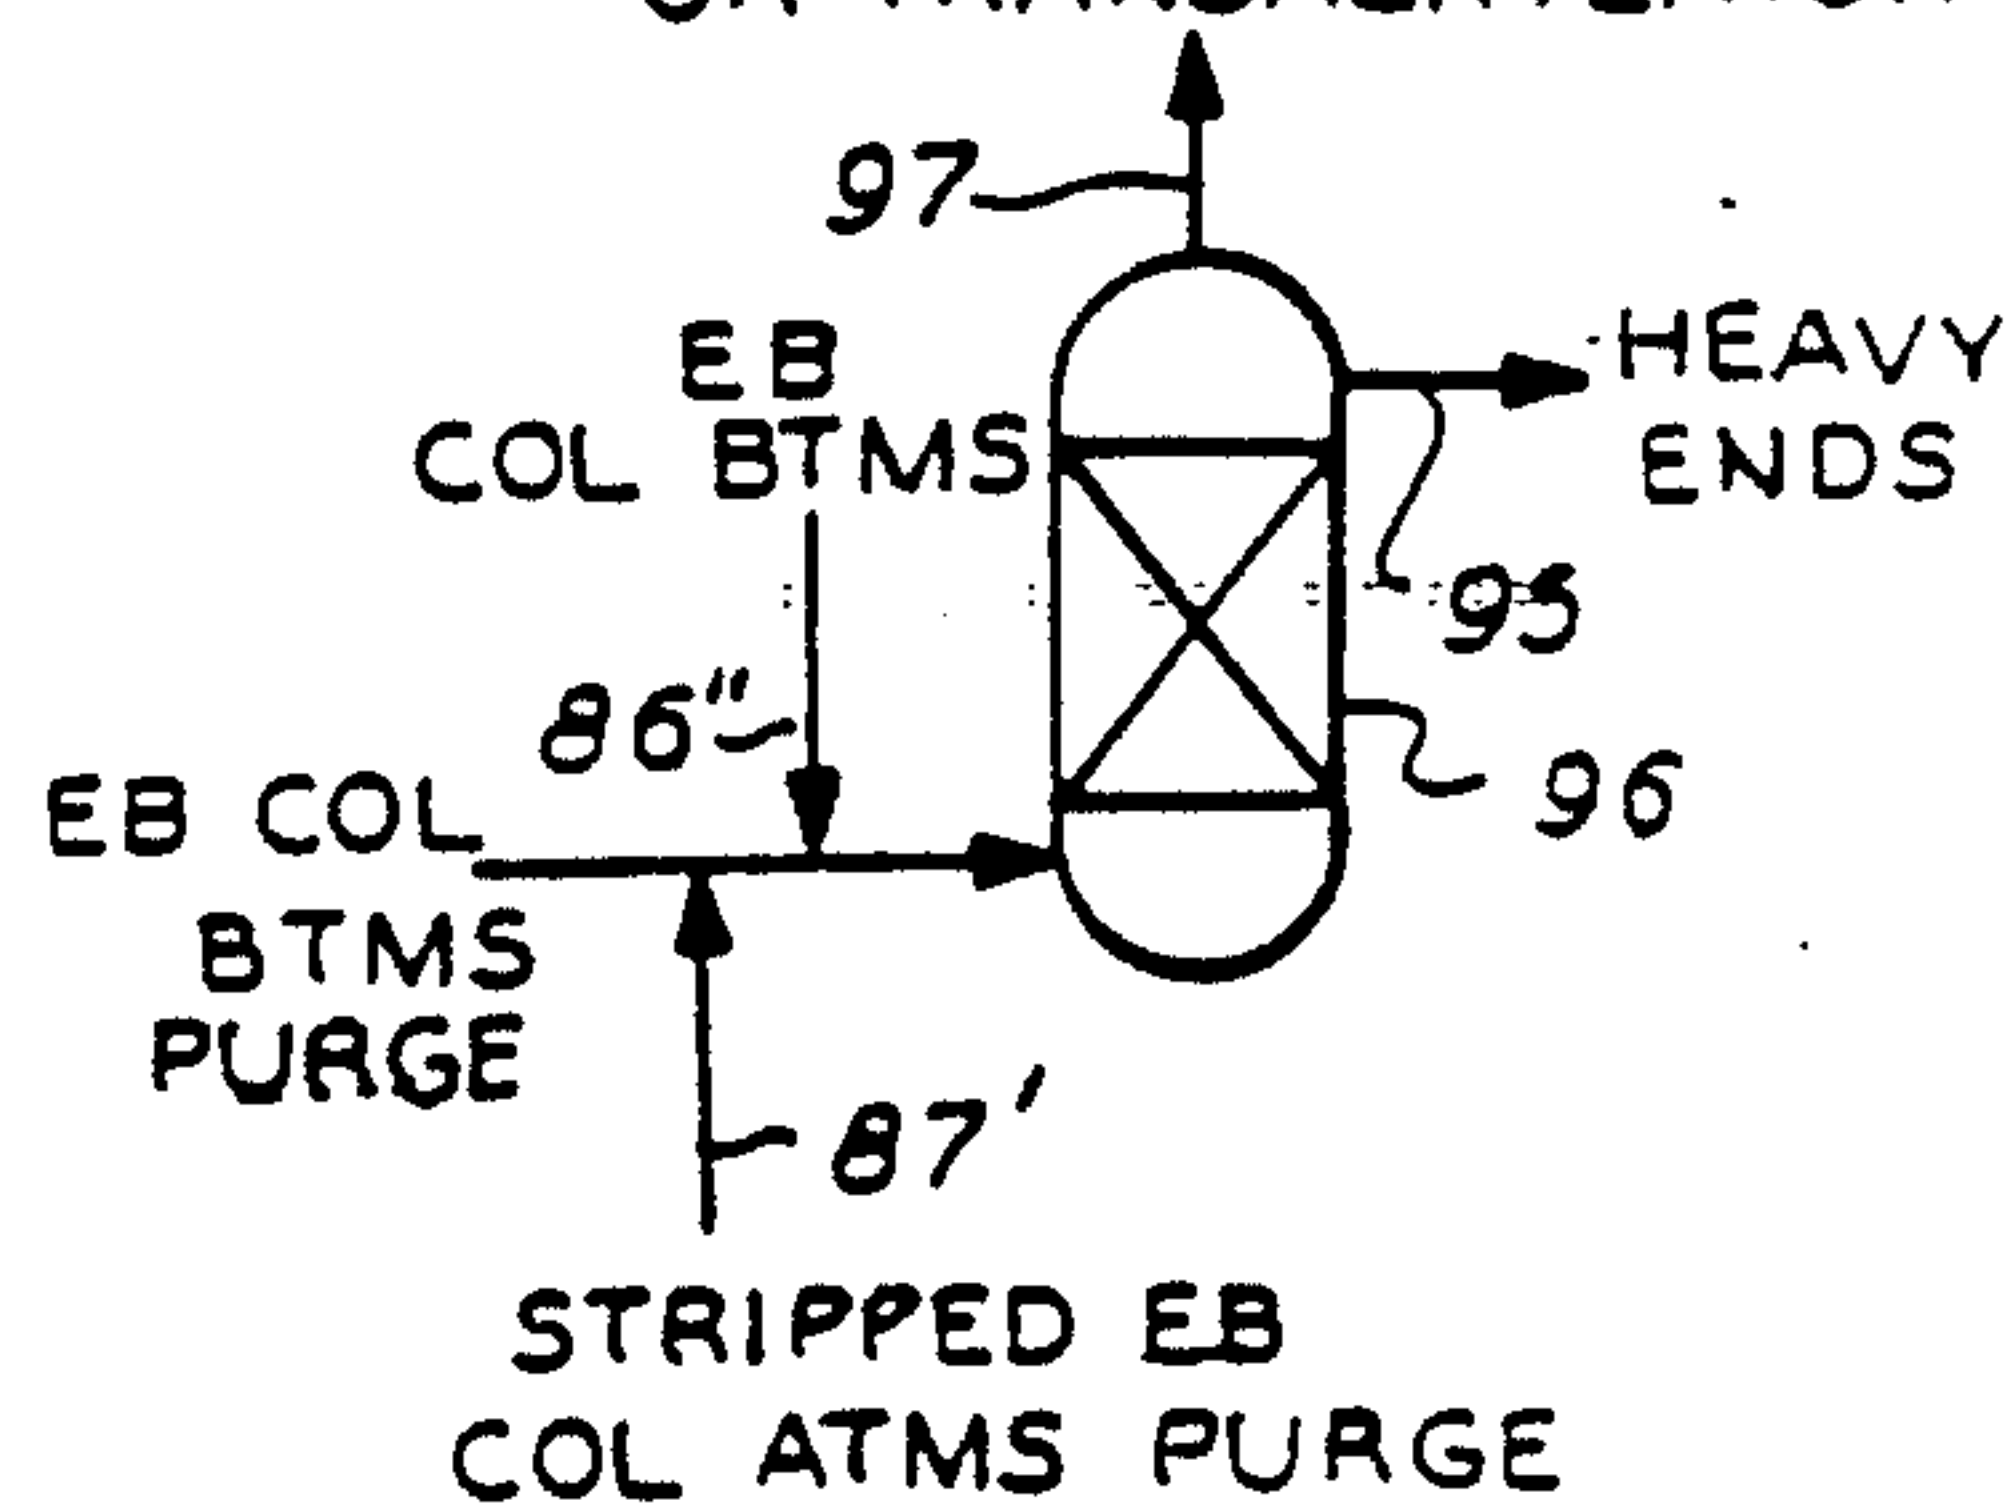 97
EB
COL BTMS
HEAVY
ENDS
95
86"
96
EB COL
BTMS
PURGE
87'
STRIPPED EB
COL ATMS PURGE